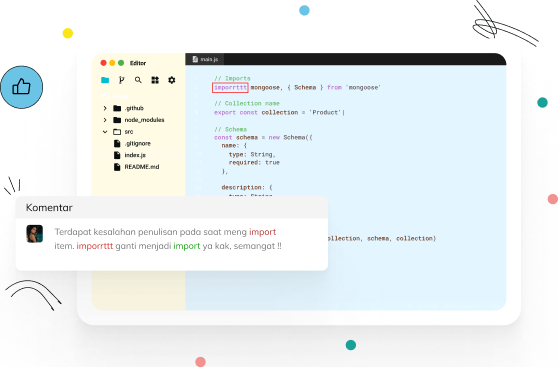 Editor
main.js
.github
node_modules
src
.gitignore
index.js
README.md
// Imports
imporrttt mongoose, { Schema } from 'mongoose'
// Collection name
export const collection = 'Product')
// Schema
const schema = new Schema({
name: {
type: String,
required: true
},
description: {
type: String,
ollection, schema, collection)
Komentar
Terdapat kesalahan penulisan pada saat meng import
item. imporrttt ganti menjadi import ya kak, semangat !!